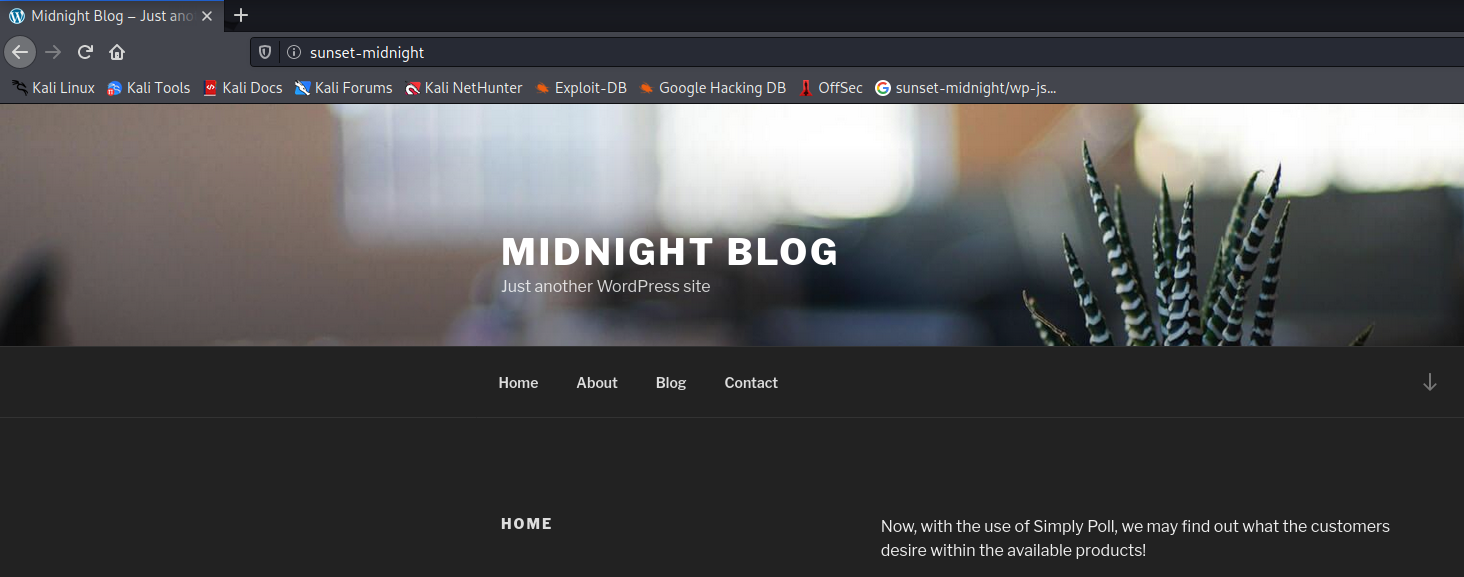 Midnight Blog – Just ano
sunset-midnight
Kali Linux Kali Tools Kali Docs Kali Forums Kali NetHunter Exploit-DB Google Hacking DB OffSec sunset-midnight/wp-js...
MIDNIGHT BLOG
Just another WordPress site
Home About Blog Contact
HOME
Now, with the use of Simply Poll, we may find out what the customers
desire within the available products!